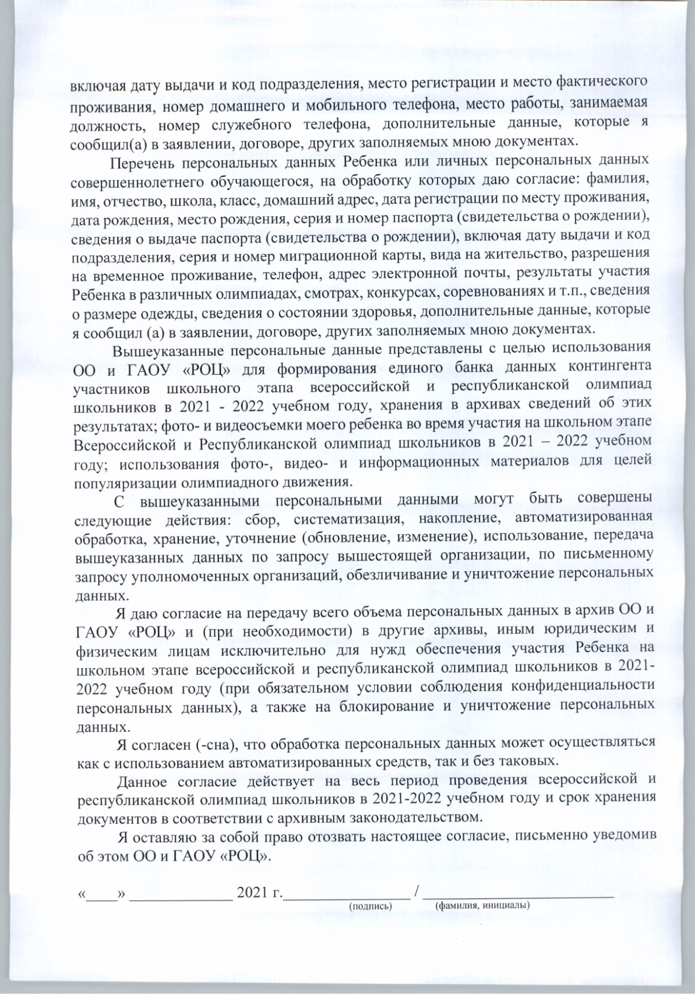 включая дату выдачи и код подразделения, место регистрации и место фактического
проживания, номер домашнего и мобильного телефона, место работы, занимаемая
должность, номер служебного телефона, дополнительные данные, которые я
сообщил(а) в заявлении, договоре, других заполняемых мною документах.
Перечень персональных данных Ребенка или личных персональных данных
совершеннолетнего обучающегося, на обработку которых даю согласие: фамилия,
имя, отчество, школа, класс, домашний адрес, дата регистрации по месту проживания,
дата рождения, место рождения, серия и номер паспорта (свидетельства о рождении),
сведения о выдаче паспорта (свидетельства о рождении), включая дату выдачи и код
подразделения, серия и номер миграционной карты, вида на жительство, разрешения
на временное проживание, телефон, адрес электронной почты, результаты участия
Ребенка в различных олимпиадах, смотрах, конкурсах, соревнованиях и т.п., сведения
о размере одежды, сведения о состоянии здоровья, дополнительные данные, которые
я сообщил (а) в заявлении, договоре, других заполняемых мною документах.
Вышеуказанные персональные данные представлены с целью использования
ОО и ГАОУ «РОЦ» для формирования единого банка данных контингента
участников школьного этапа всероссийской и республиканской олимпиад
школьников в 2021 - 2022 учебном году, хранения в архивах сведений об этих
результатах; фото- и видеосъемки моего ребенка во время участия на школьном этапе
Всероссийской и Республиканской олимпиад школьников в 2021 – 2022 учебном
году; использования фото-, видео- и информационных материалов для целей
популяризации олимпиадного движения.
С вышеуказанными персональными данными могут быть совершены
следующие действия: сбор, систематизация, накопление, автоматизированная
обработка, хранение, уточнение (обновление, изменение), использование, передача
вышеуказанных данных по запросу вышестоящей организации, по письменному
запросу уполномоченных организаций, обезличивание и уничтожение персональных
данных.
Я даю согласие на передачу всего объема персональных данных в архив ОО и
ГАОУ «РОЦ» и (при необходимости) в другие архивы, иным юридическим и
физическим лицам исключительно для нужд обеспечения участия Ребенка на
школьном этапе всероссийской и республиканской олимпиад школьников в 2021-
2022 учебном году (при обязательном условии соблюдения конфиденциальности
персональных данных), а также на блокирование и уничтожение персональных
данных.
Я согласен (-сна), что обработка персональных данных может осуществляться
как с использованием автоматизированных средств, так и без таковых.
Данное согласие действует на весь период проведения всероссийской и
республиканской олимпиад школьников в 2021-2022 учебном году и срок хранения
документов в соответствии с архивным законодательством.
Я оставляю за собой право отозвать настоящее согласие, письменно уведомив
об этом ОО и ГАОУ «РОЦ».
«____» _____________ 2021 г.________________ / ________________________
(подпись) (фамилия, инициалы)